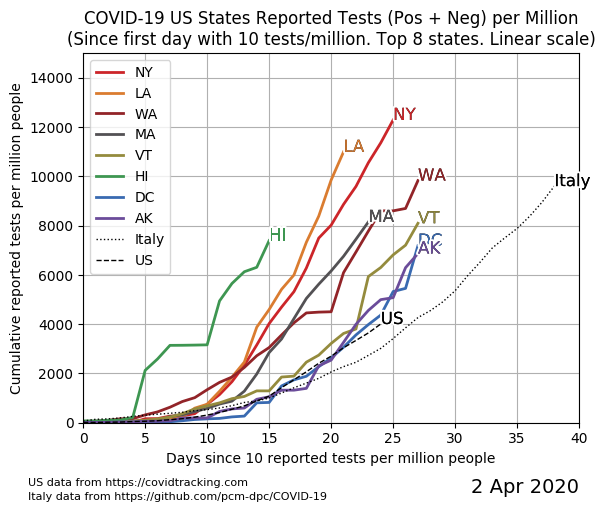 COVID-19 US States Reported Tests (Pos + Neg) per Million
(Since first day with 10 tests/million. Top 8 states. Linear scale)
Cumulative reported tests per million people
14000
12000
10000
8000
6000
4000
2000
0
NY
LA
WA
MA
VT
HI
DC
AK
Italy
US
NY
LA
WA
Italy
MA
VT
HI
DC
AK
US
0 5 10 15 20 25 30 35 40
Days since 10 reported tests per million people
US data from https://covidtracking.com
Italy data from https://github.com/pcm-dpc/COVID-19
2 Apr 2020